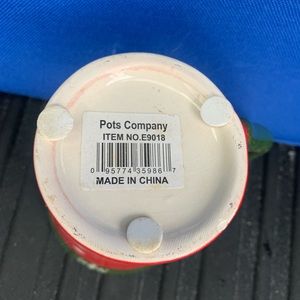 Pots Company
ITEM NO.E9018
0 95774 35986 7
MADE IN CHINA